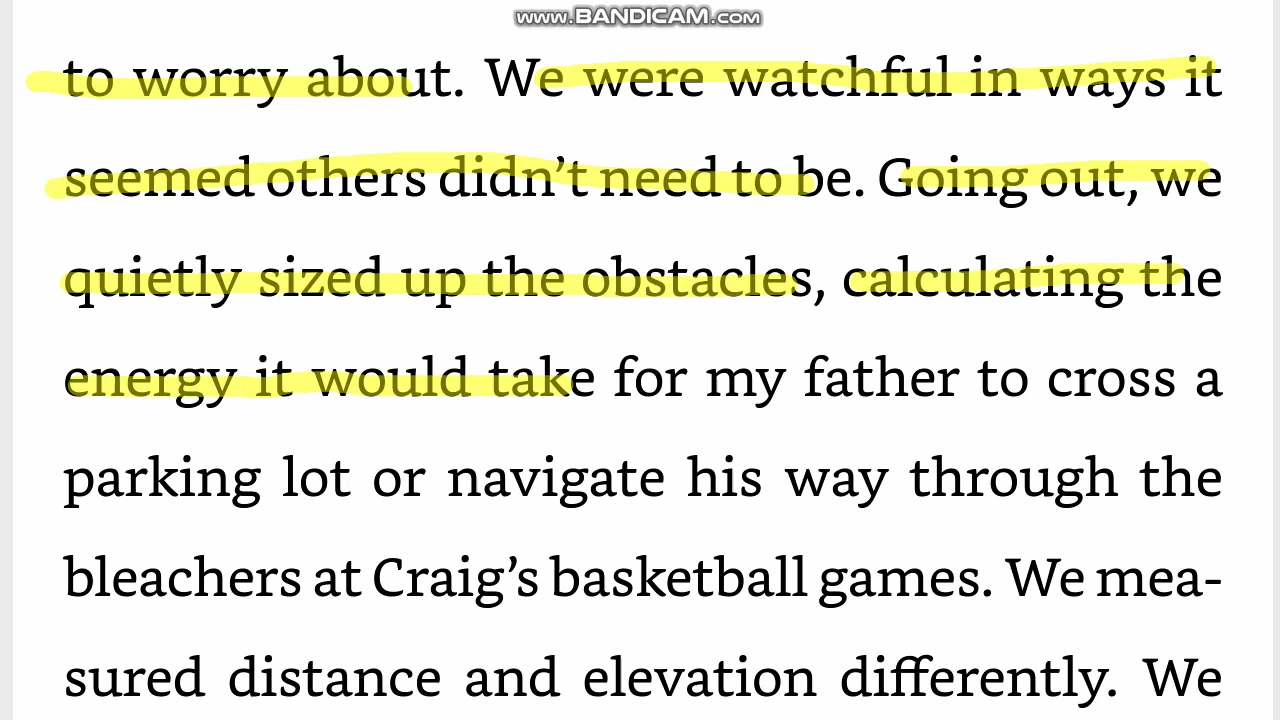 www.BANDICAM.com
to worry about. We were watchful in ways it
seemed others didn’t need to be. Going out, we
quietly sized up the obstacles, calculating the
energy it would take for my father to cross a
parking lot or navigate his way through the
bleachers at Craig’s basketball games. We mea-
sured distance and elevation differently. We